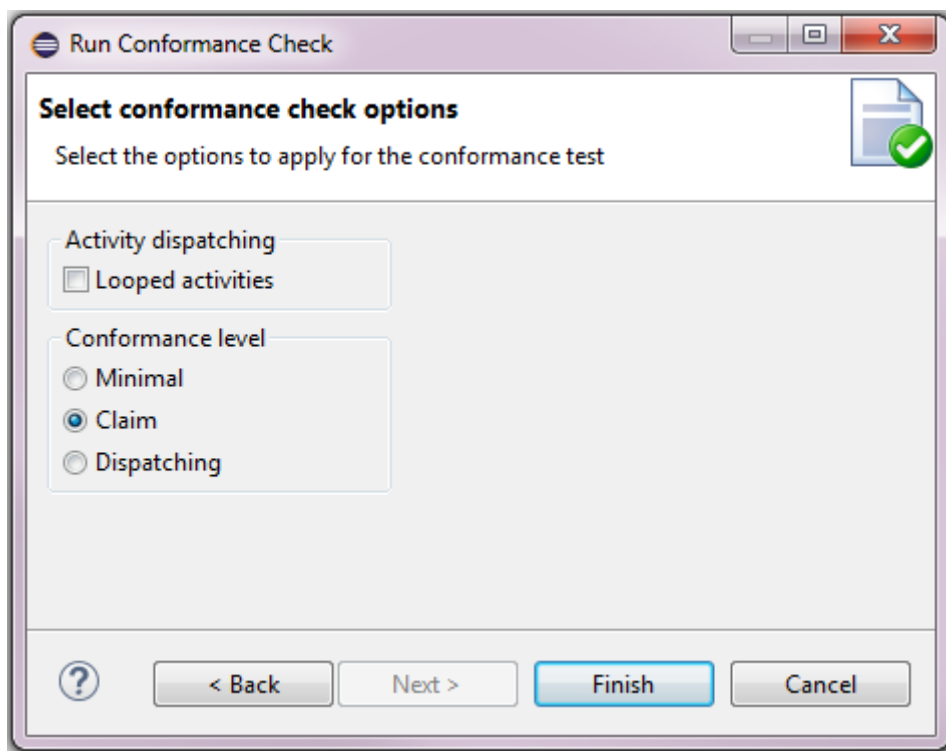 Run Conformance Check
Select conformance check options
Select the options to apply for the conformance test
Activity dispatching
Looped activities
Conformance level
Minimal
Claim
Dispatching
? < Back Next > Finish Cancel